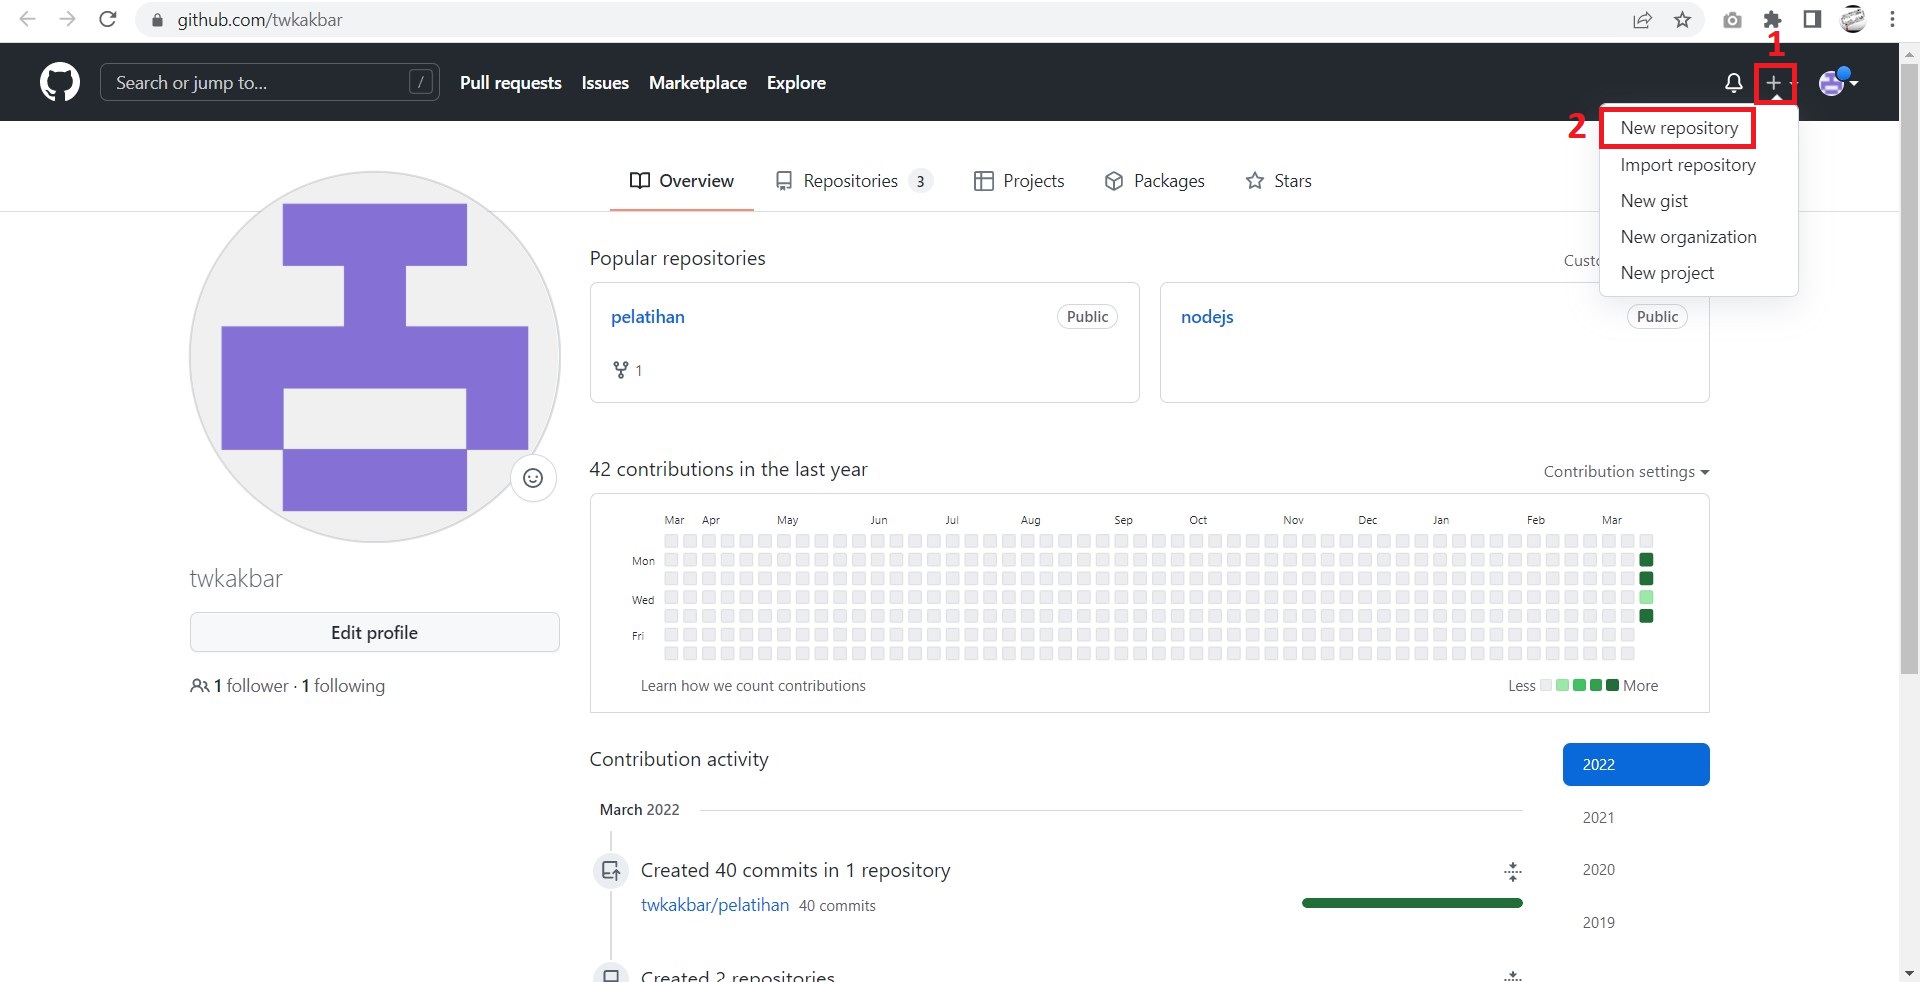 github.com/twkakbar
1
Search or jump to... /
Pull requests Issues Marketplace Explore
2
New repository
Import repository
New gist
New organization
New project
Overview Repositories 3 Projects Packages Stars
Popular repositories
pelatihan Public
1
nodejs Public
twkakbar
Edit profile
1 follower · 1 following
42 contributions in the last year
Contribution settings
Mar Apr May Jun Jul Aug Sep Oct Nov Dec Jan Feb Mar
Mon
Wed
Fri
Learn how we count contributions
Less More
Contribution activity
2022
2021
2020
2019
March 2022
Created 40 commits in 1 repository
twkakbar/pelatihan 40 commits
Created 2 repositories